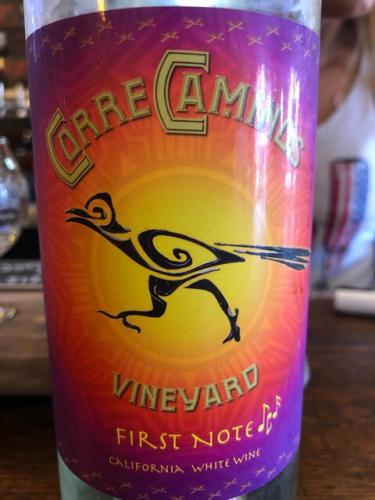 CORRE CAMINOS
VINEYARD
FIRST NOTE
CALIFORNIA WHITE WINE